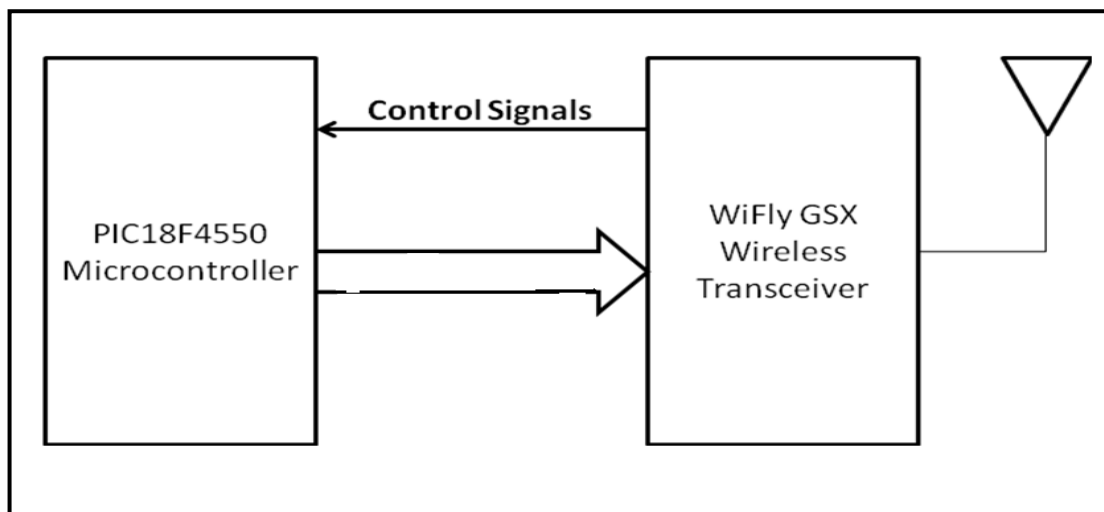 Control Signals
PIC18F4550
Microcontroller
WiFly GSX
Wireless
Transceiver